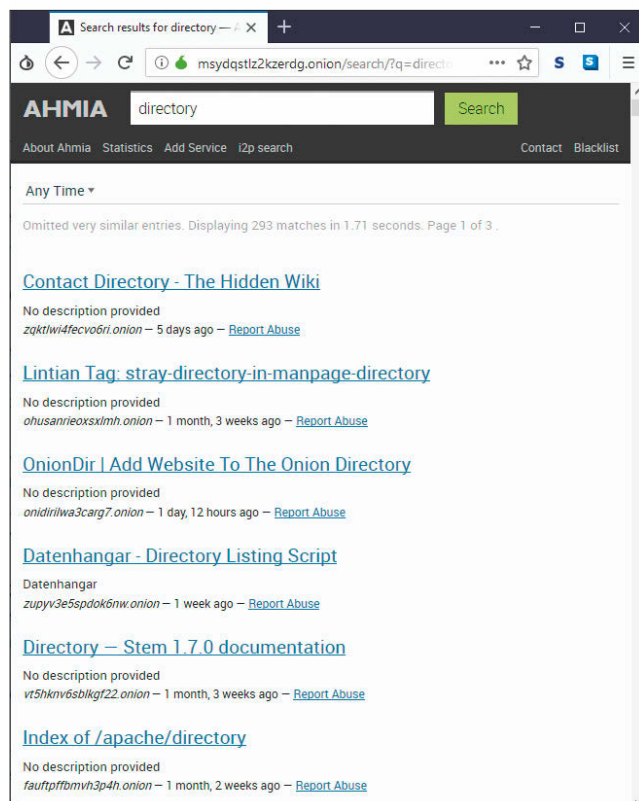 Search results for directory — A
msydqstlz2kzerdg.onion/search/?q=directo
AHMIA
directory
Search
About Ahmia Statistics Add Service i2p search Contact Blacklist
Any Time
Omitted very similar entries. Displaying 293 matches in 1.71 seconds. Page 1 of 3 .
Contact Directory - The Hidden Wiki
No description provided
zqktlwi4fecvo6ri.onion — 5 days ago — Report Abuse
Lintian Tag: stray-directory-in-manpage-directory
No description provided
ohusanrieoxsxlmh.onion — 1 month, 3 weeks ago — Report Abuse
OnionDir | Add Website To The Onion Directory
No description provided
onidirilwa3carg7.onion — 1 day, 12 hours ago — Report Abuse
Datenhangar - Directory Listing Script
Datenhangar
zupyv3e5spdok6nw.onion — 1 week ago — Report Abuse
Directory — Stem 1.7.0 documentation
No description provided
vt5hknv6sblkgf22.onion — 1 month, 3 weeks ago — Report Abuse
Index of /apache/directory
No description provided
fauftpffbmvh3p4h.onion — 1 month, 2 weeks ago — Report Abuse